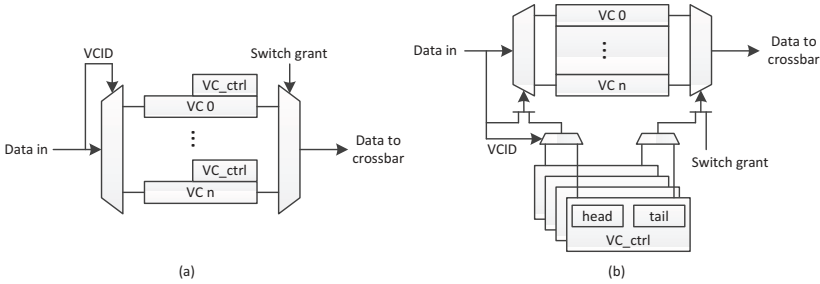 VCID
Switch grant
VC_ctrl
VC 0
Data in
Data to
crossbar
VC_ctrl
VC n
(a)
VC 0
Data in
Data to
crossbar
VC n
VCID
Switch grant
head
tail
VC_ctrl
(b)